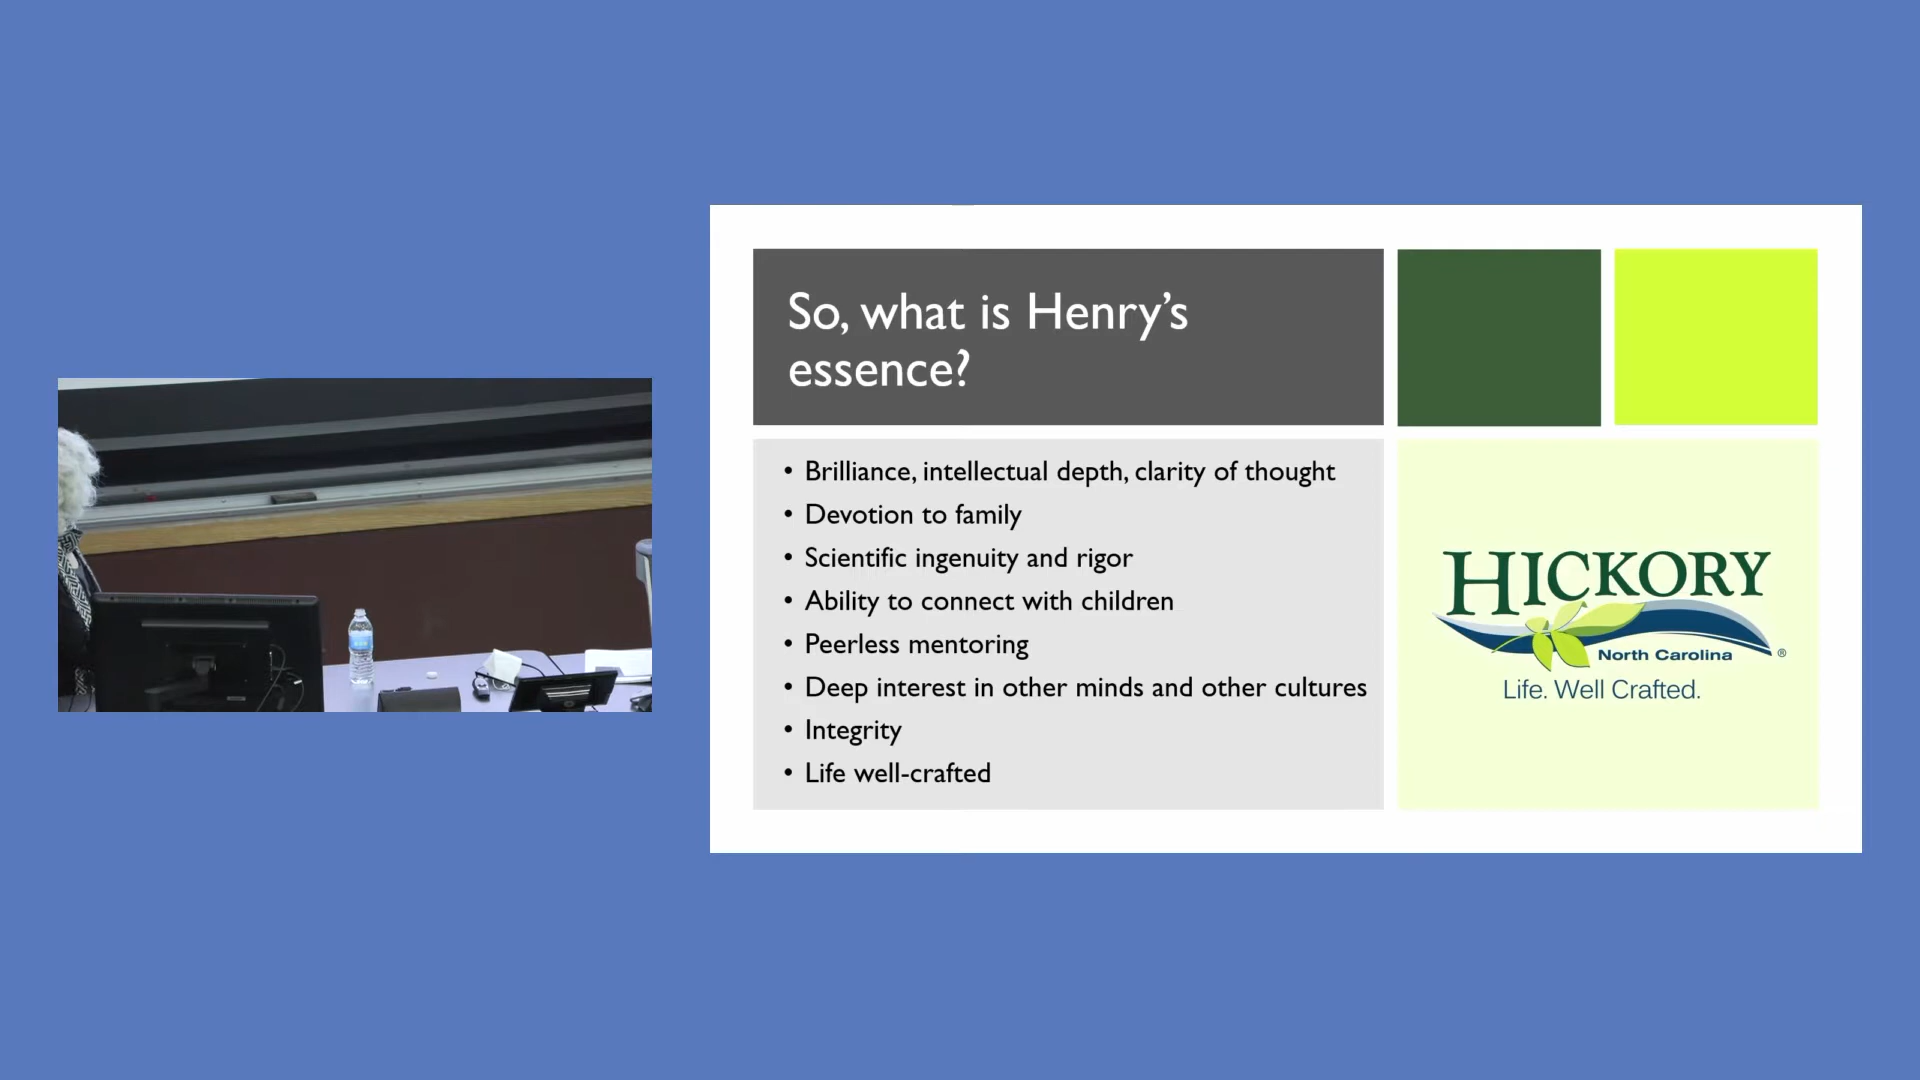 So, what is Henry’s
essence?
• Brilliance, intellectual depth, clarity of thought
• Devotion to family
• Scientific ingenuity and rigor
• Ability to connect with children
• Peerless mentoring
• Deep interest in other minds and other cultures
• Integrity
• Life well-crafted
HICKORY
North Carolina ®
Life. Well Crafted.